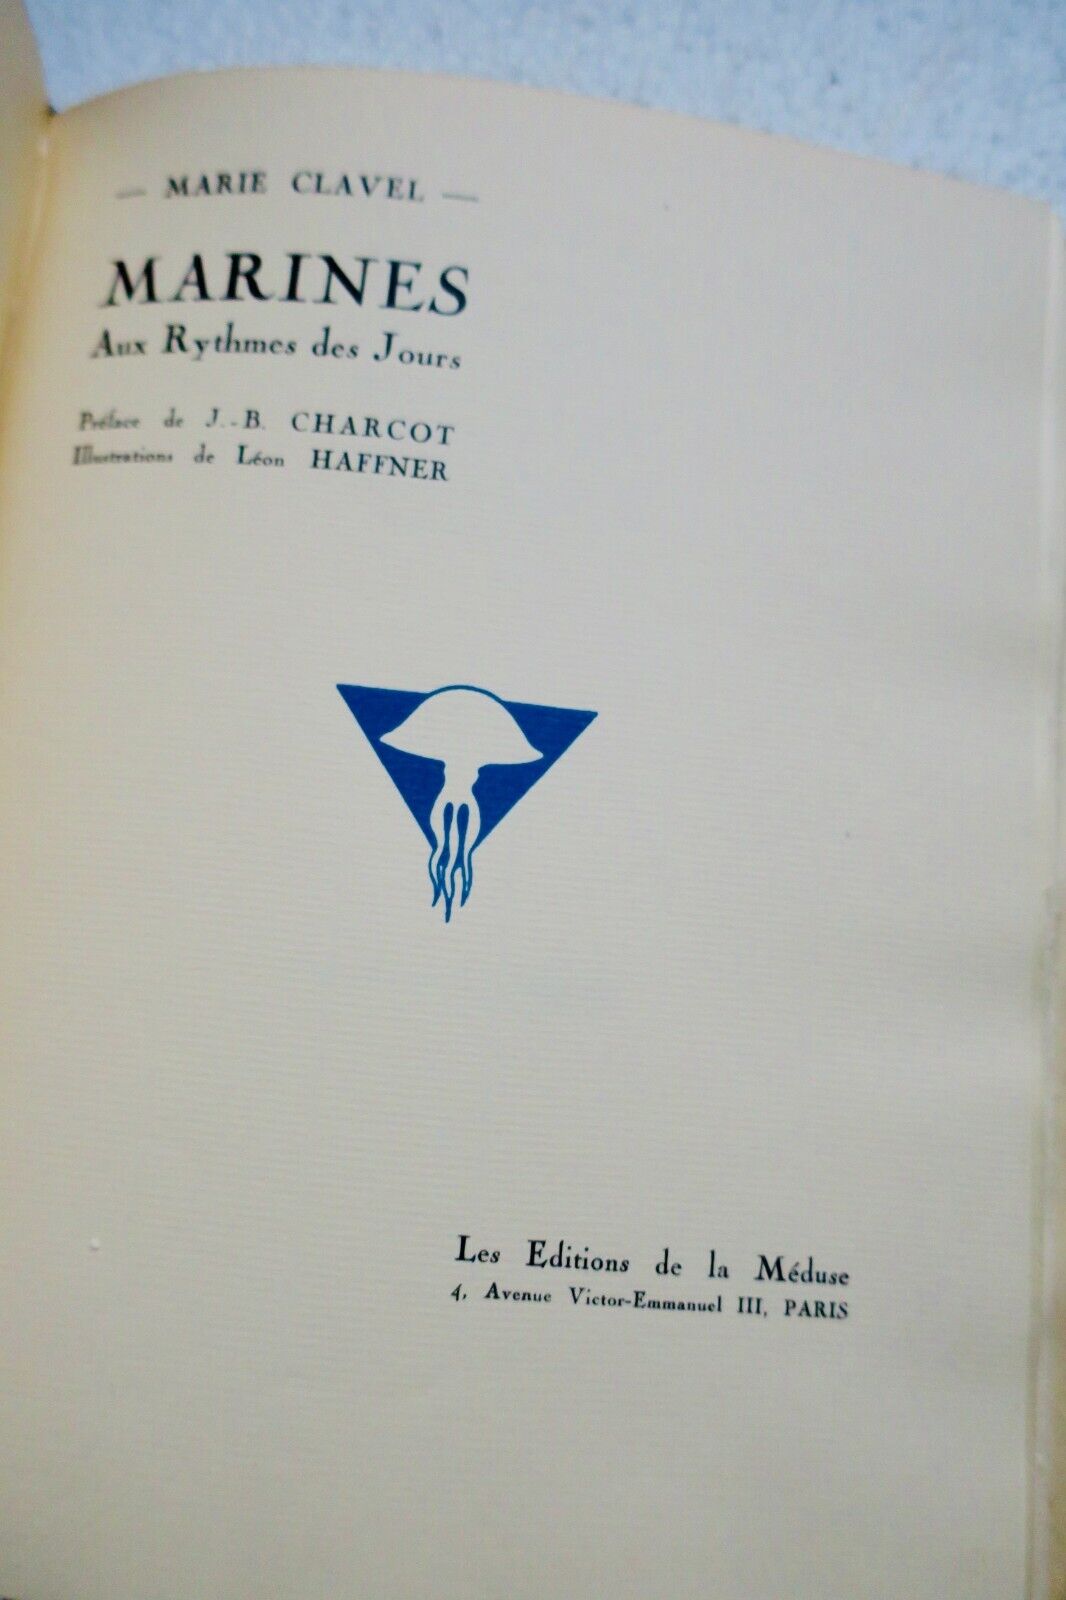 — MARIE CLAVEL —
MARINES
Aux Rythmes des Jours
Préface de J.-B. CHARCOT
Illustrations de Léon HAFFNER
Les Editions de la Méduse
4, Avenue Victor-Emmanuel III, PARIS